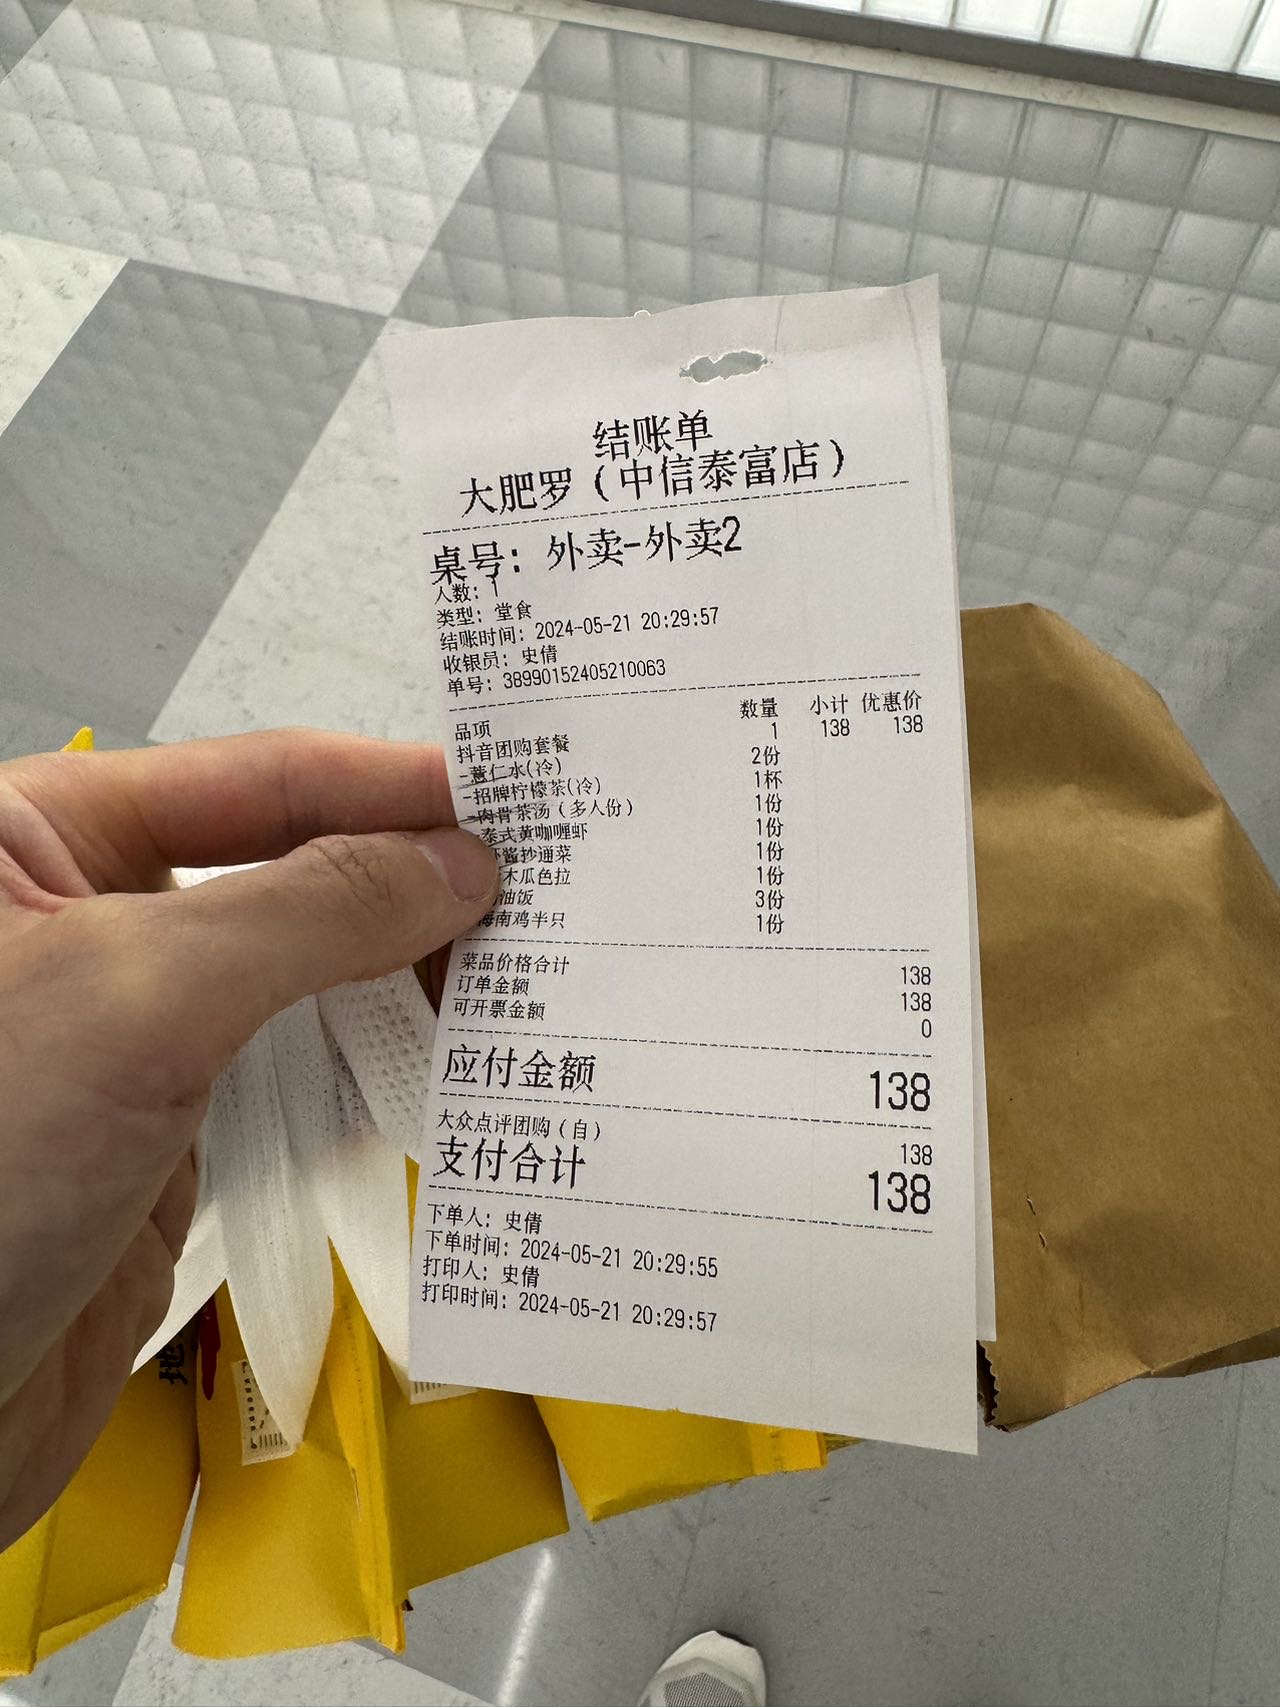 结账单
大肥罗（中信泰富店）
桌号：外卖-外卖2
人数：1
类型：堂食
结账时间：2024-05-21 20:29:57
收银员：史倩
单号：38990152405210063
品项 数量 小计 优惠价
抖音团购套餐 1 138 138
-薏仁水(冷) 2份
-招牌柠檬茶(冷) 1杯
-肉骨茶汤（多人份） 1份
泰式黄咖喱虾 1份
酱抄通菜 1份
木瓜色拉 1份
油饭 3份
海南鸡半只 1份
菜品价格合计 138
订单金额 138
可开票金额 0
应付金额 138
大众点评团购（自） 138
支付合计 138
下单人：史倩
下单时间：2024-05-21 20:29:55
打印人：史倩
打印时间：2024-05-21 20:29:57
地